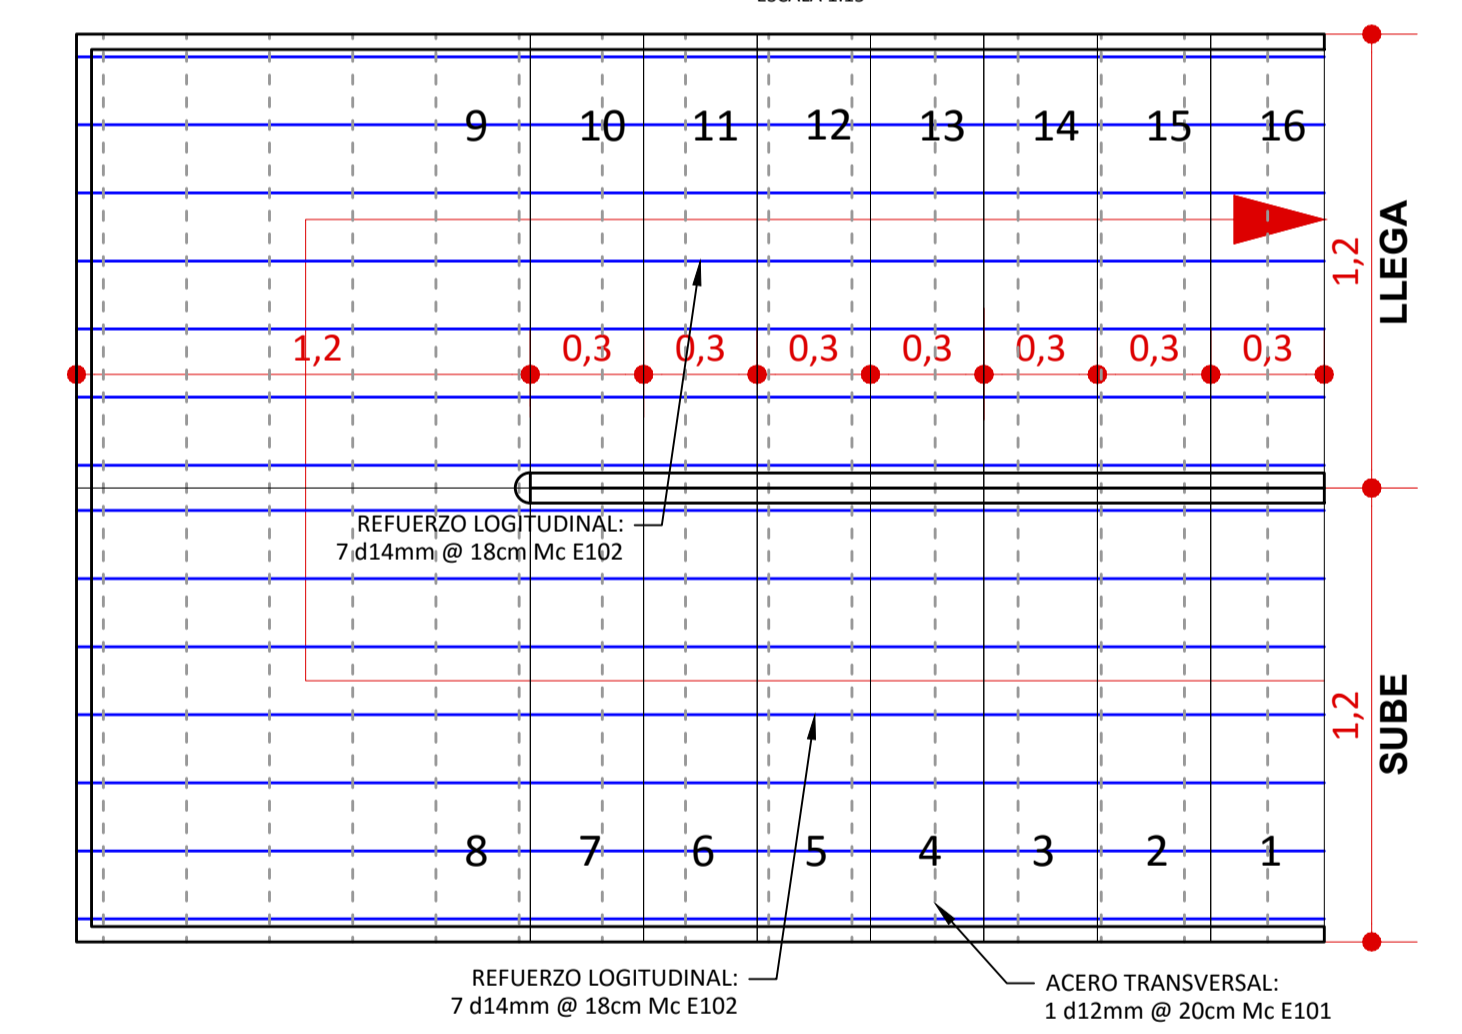 ESCALA 1:15
9 10 11 12 13 14 15 16
LLEGA
1,2
1,2 0,3 0,3 0,3 0,3 0,3 0,3 0,3
REFUERZO LOGITUDINAL:
7 d14mm @ 18cm Mc E102
SUBE
1,2
8 7 6 5 4 3 2 1
REFUERZO LOGITUDINAL:
7 d14mm @ 18cm Mc E102
ACERO TRANSVERSAL:
1 d12mm @ 20cm Mc E101